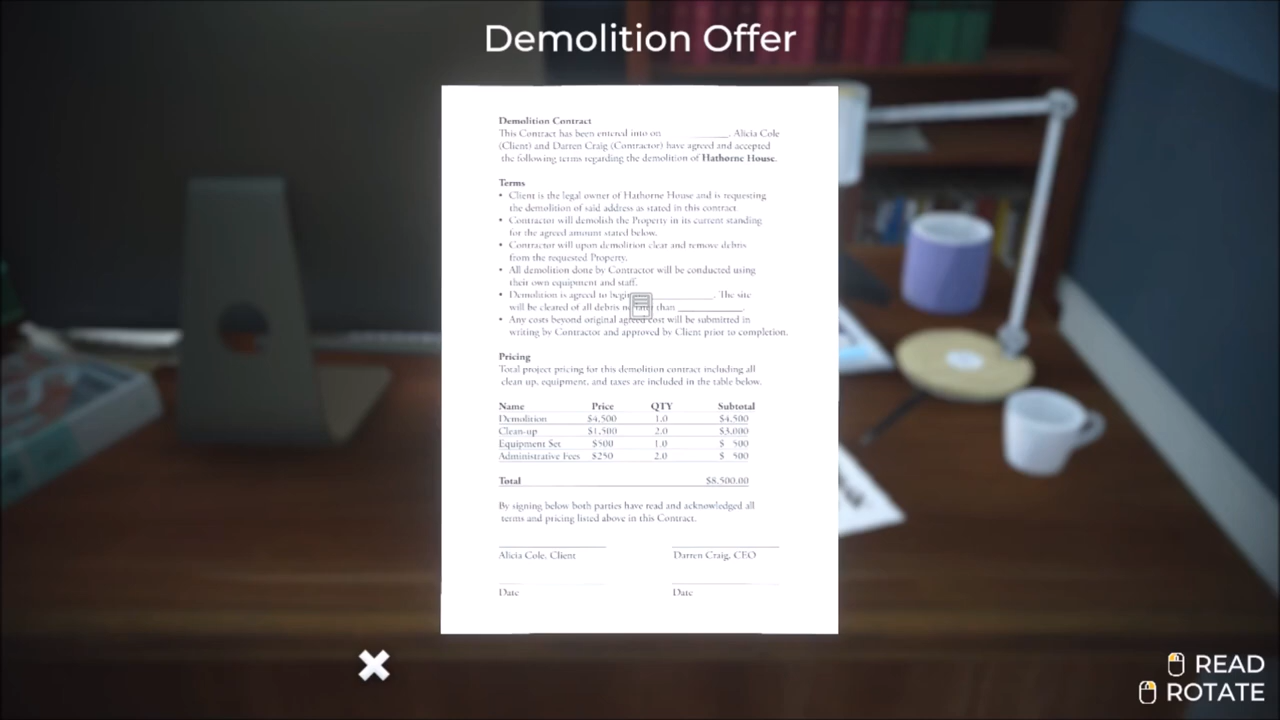 Demolition Offer
Demolition Contract
This Contract has been entered into on ____________. Alicia Cole
(Client) and Darren Craig (Contractor) have agreed and accepted
the following terms regarding the demolition of Hathorne House.
Terms
• Client is the legal owner of Hathorne House and is requesting
the demolition of said address as stated in this contract.
• Contractor will demolish the Property in its current standing
for the agreed amount stated below.
• Contractor will upon demolition clear and remove debris
from the requested Property.
• All demolition done by Contractor will be conducted using
their own equipment and staff.
• Demolition is agreed to begin ____________. The site
will be cleared of all debris no later than ____________.
• Any costs beyond original agreed cost will be submitted in
writing by Contractor and approved by Client prior to completion.
Pricing
Total project pricing for this demolition contract including all
clean up, equipment, and taxes are included in the table below.
Name Price QTY Subtotal
Demolition $4,500 1.0 $4,500
Clean-up $1,500 2.0 $3,000
Equipment Set $500 1.0 $ 500
Administrative Fees $250 2.0 $ 500
Total $8,500.00
By signing below both parties have read and acknowledged all
terms and pricing listed above in this Contract.
Alicia Cole, Client Darren Craig, CEO
Date Date
READ
ROTATE